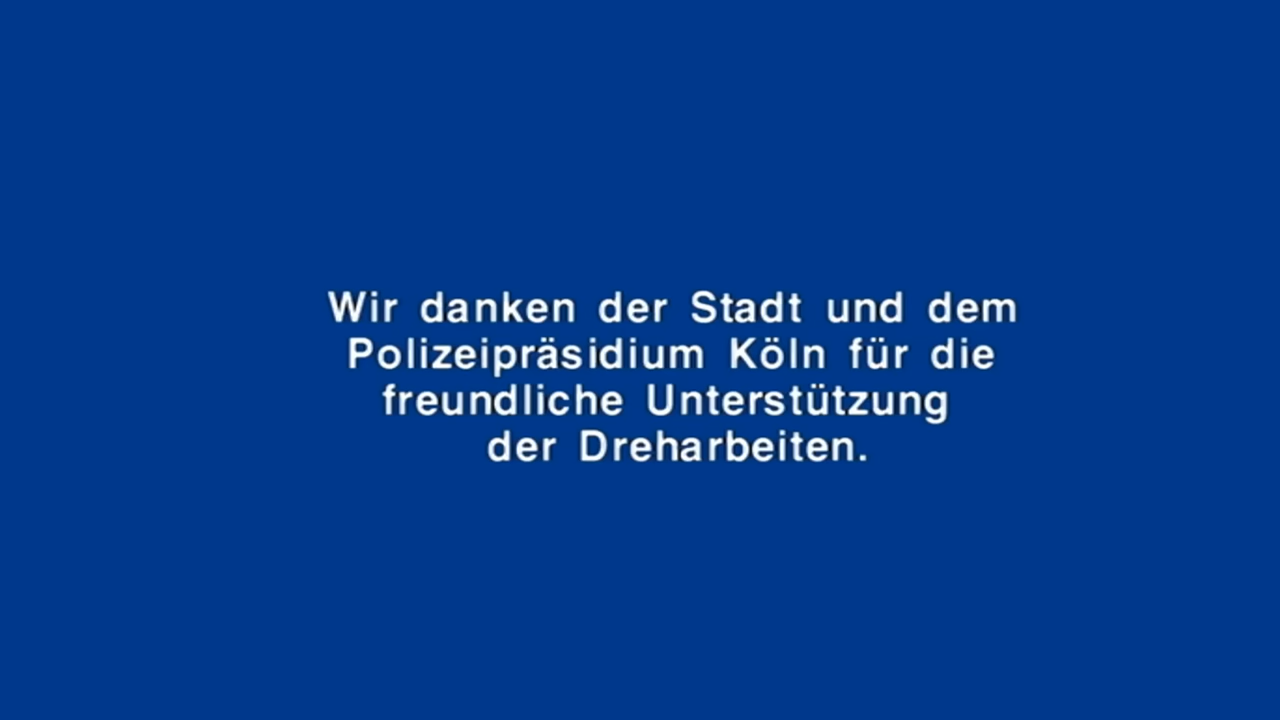 Wir danken der Stadt und dem
Polizeipräsidium Köln für die
freundliche Unterstützung
der Dreharbeiten.